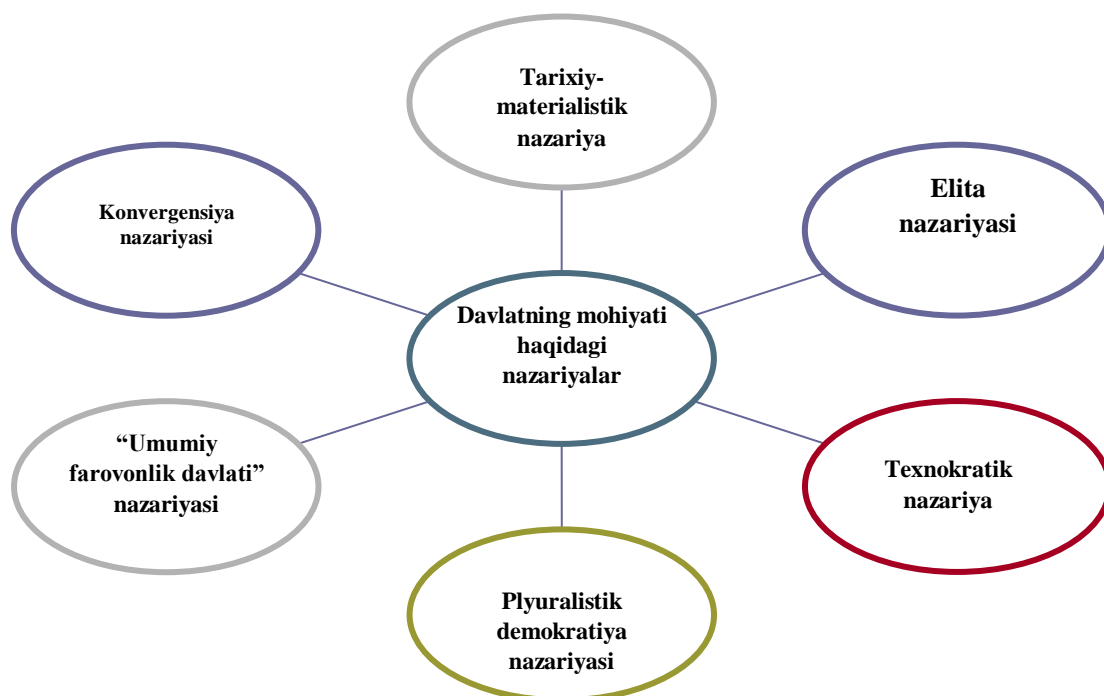 Tarixiy-
materialistik
nazariya
Konvergensiya
nazariyasi
Elita
nazariyasi
Davlatning mohiyati
haqidagi
nazariyalar
“Umumiy
farovonlik davlati”
nazariyasi
Texnokratik
nazariya
Plyuralistik
demokratiya
nazariyasi